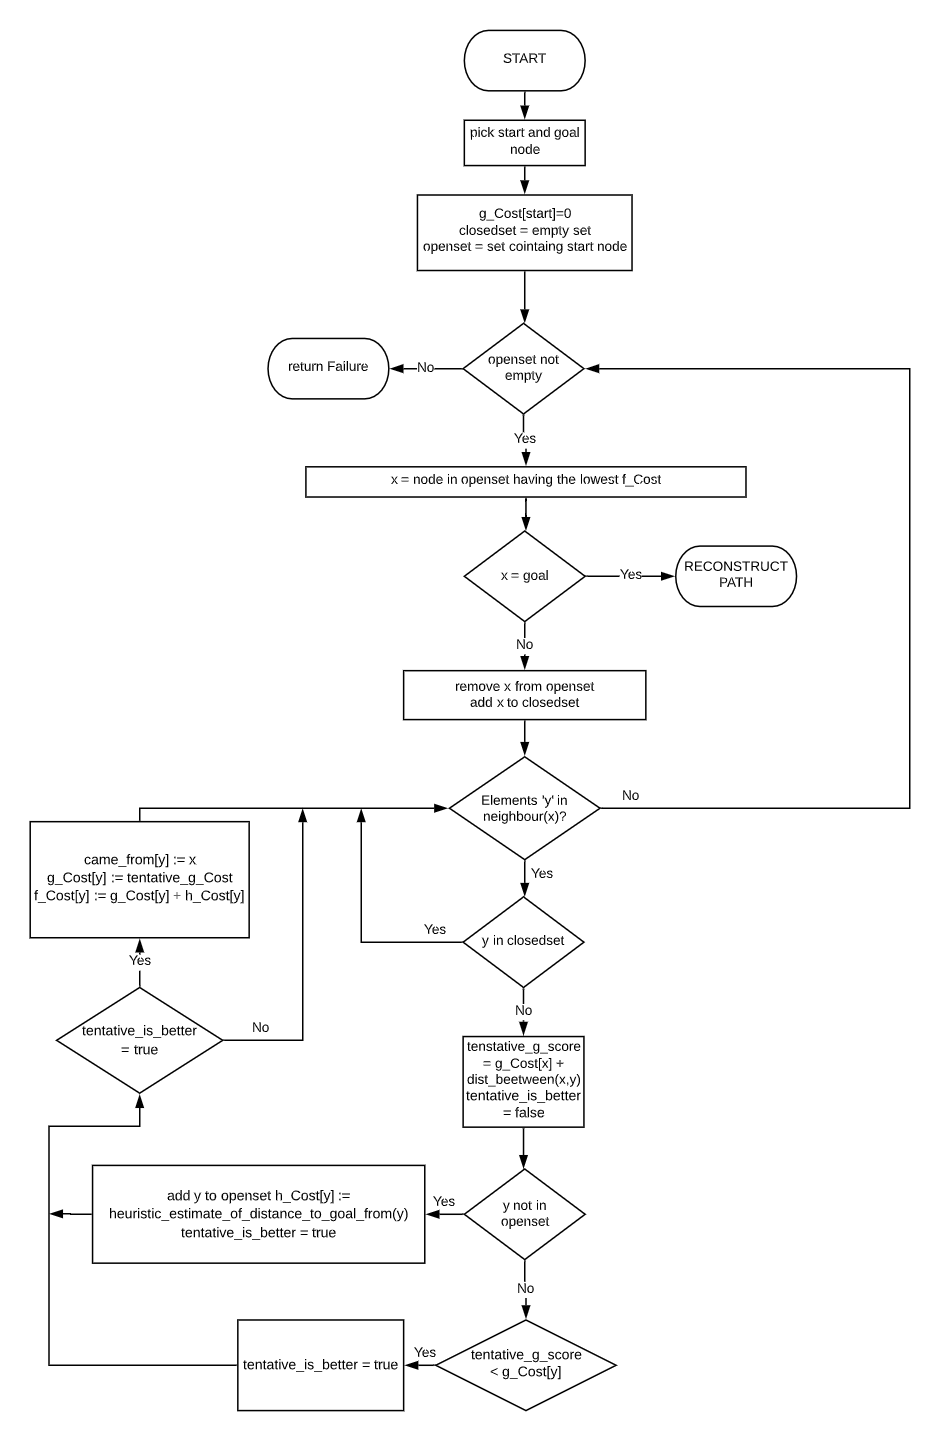 START
pick start and goal
node
g_Cost[start]=0
closedset = empty set
openset = set cointaing start node
openset not
empty
No
return Failure
Yes
x = node in openset having the lowest f_Cost
x = goal
Yes
RECONSTRUCT
PATH
No
remove x from openset
add x to closedset
Elements 'y' in
neighbour(x)?
No
Yes
y in closedset
Yes
No
tenstative_g_score
= g_Cost[x] +
dist_beetween(x,y)
tentative_is_better
= false
y not in
openset
Yes
add y to openset h_Cost[y] :=
heuristic_estimate_of_distance_to_goal_from(y)
tentative_is_better = true
No
tentative_g_score
< g_Cost[y]
Yes
tentative_is_better = true
tentative_is_better
= true
No
Yes
came_from[y] := x
g_Cost[y] := tentative_g_Cost
f_Cost[y] := g_Cost[y] + h_Cost[y]